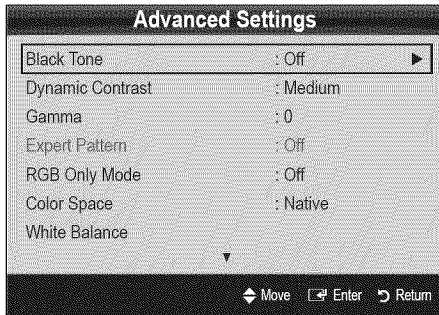 Advanced Settings
Black Tone : Off
Dynamic Contrast : Medium
Gamma : 0
Expert Pattern : Off
RGB Only Mode : Off
Color Space : Native
White Balance
Move Enter Return